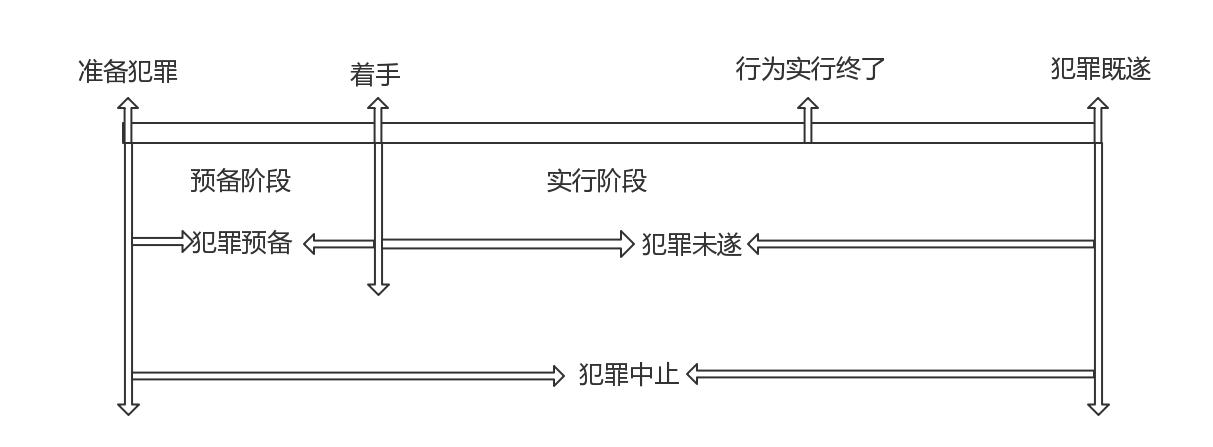 准备犯罪
着手
行为实行终了
犯罪既遂
预备阶段
实行阶段
犯罪预备
犯罪未遂
犯罪中止